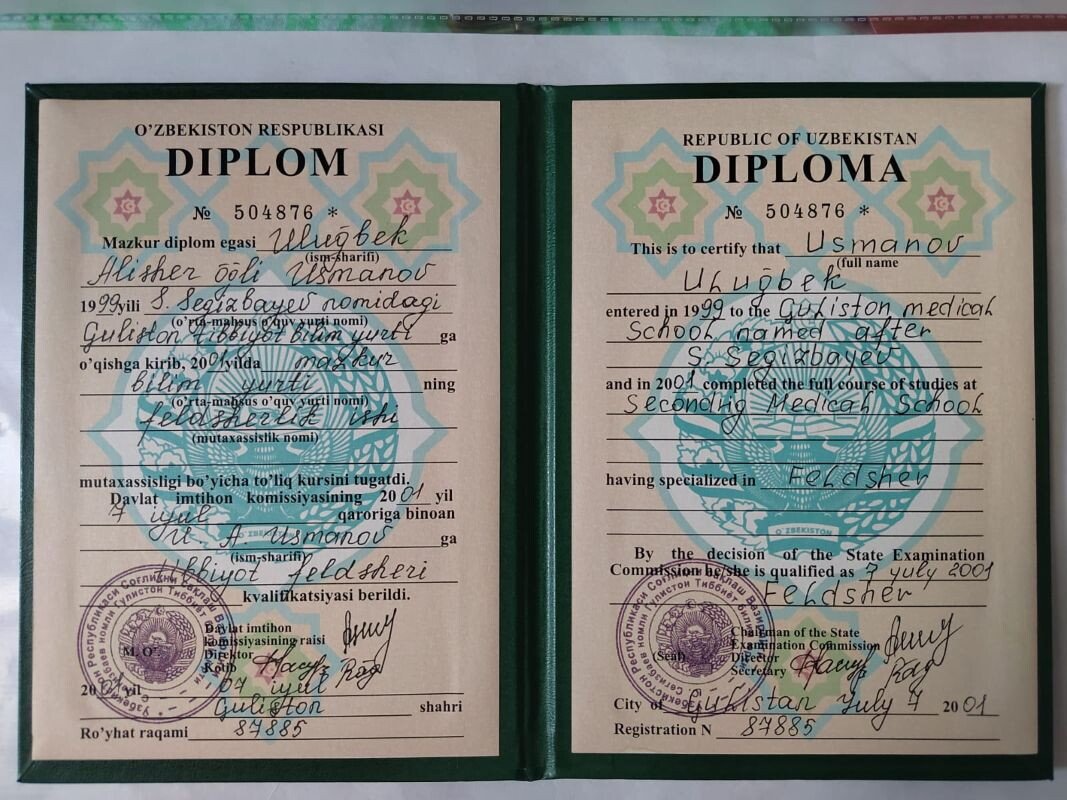 O'ZBEKISTON RESPUBLIKASI
DIPLOM
№ 504876 *
Mazkur diplom egasi Ulug̃bek
(ism-sharifi)
Alisher õg̃li Usmanov
1999 yili S. Segizbayev nomidagi
(o'rta-mahsus o'quv yurti nomi)
Guliston tibbiyot bilim yurti ga
o'qishga kirib, 2001 yilda mazkur
bilim yurti ning
(o'rta-mahsus o'quv yurti nomi)
feldsherlik ishi
(mutaxassislik nomi)
mutaxassisligi bo'yicha to'liq kursini tugatdi.
Davlat imtihon komissiyasining 2001 yil
7 iyul qaroriga binoan
U. A. Usmanov ga
(ism-sharifi)
tibbiyot feldsheri
kvalifikatsiyasi berildi.
Davlat imtihon
komissiyasining raisi
M. O'. Direktor
Kotib
2001 yil 07 iyul
Guliston shahri
Ro'yhat raqami 87885
O'ZBEKISTON
REPUBLIC OF UZBEKISTAN
DIPLOMA
№ 504876 *
This is to certify that Usmanov
(full name
Ulug̃bek
entered in 1999 to the Guliston medical
School named after
S. Segizbayev
and in 2001 completed the full course of studies at
Secondry Medical School
having specialized in Feldsher
O'ZBEKISTON
By the decision of the State Examination
Commission he/she is qualified as 7 yuly 2001
Feldsher
Chairman of the State
Examination Commission
(Seal) Director
Secretary
City of Gulistan July 7 2001
Registration N 87885